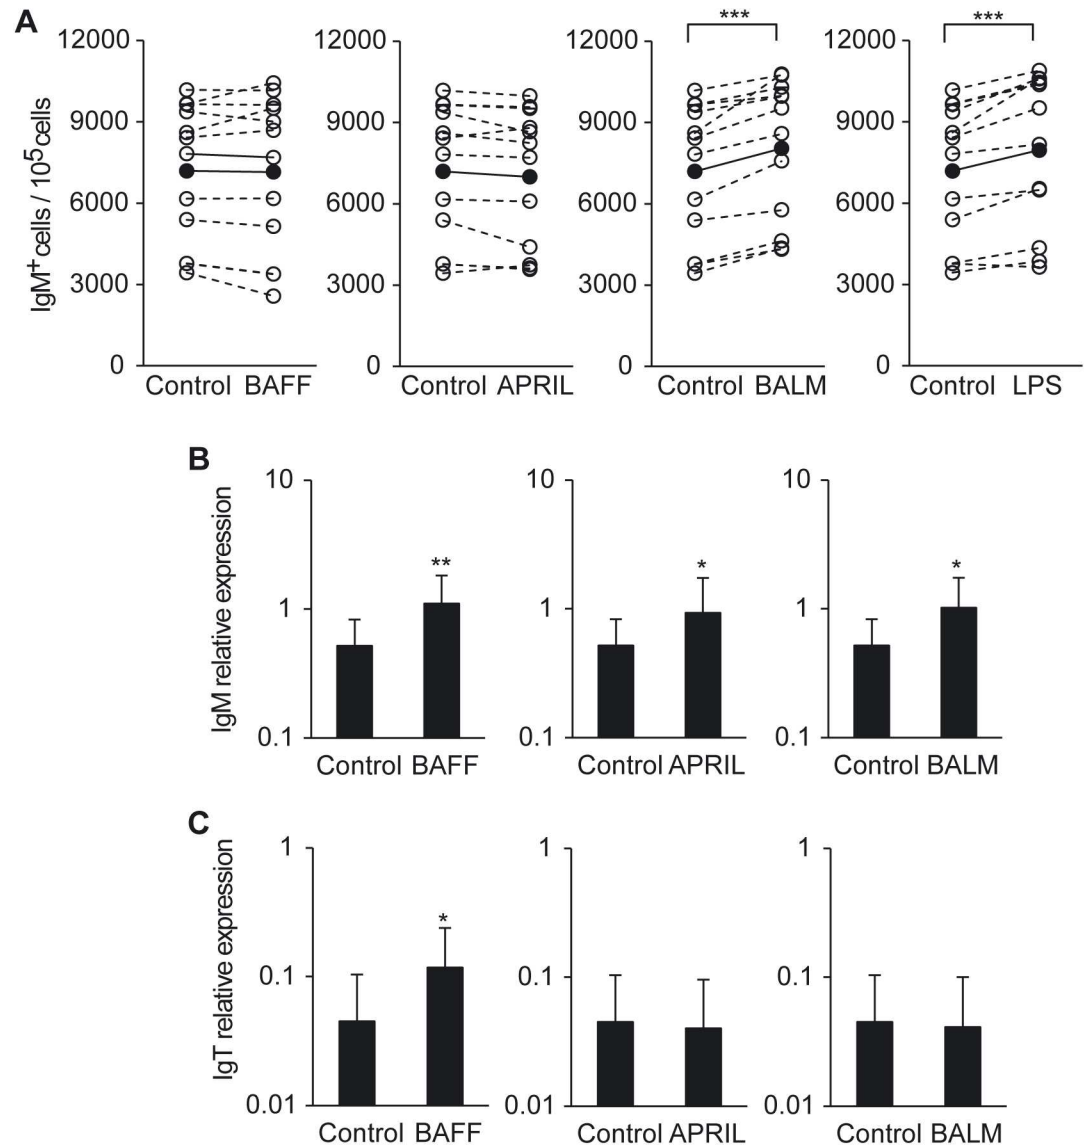 A
IgM+ cells / 10^5 cells
12000
9000
6000
3000
0
Control BAFF
12000
9000
6000
3000
0
Control APRIL
***
12000
9000
6000
3000
0
Control BALM
***
12000
9000
6000
3000
0
Control LPS
B
IgM relative expression
10
1
0.1
**
Control BAFF
10
1
0.1
*
Control APRIL
10
1
0.1
*
Control BALM
C
IgT relative expression
1
0.1
0.01
*
Control BAFF
1
0.1
0.01
Control APRIL
1
0.1
0.01
Control BALM